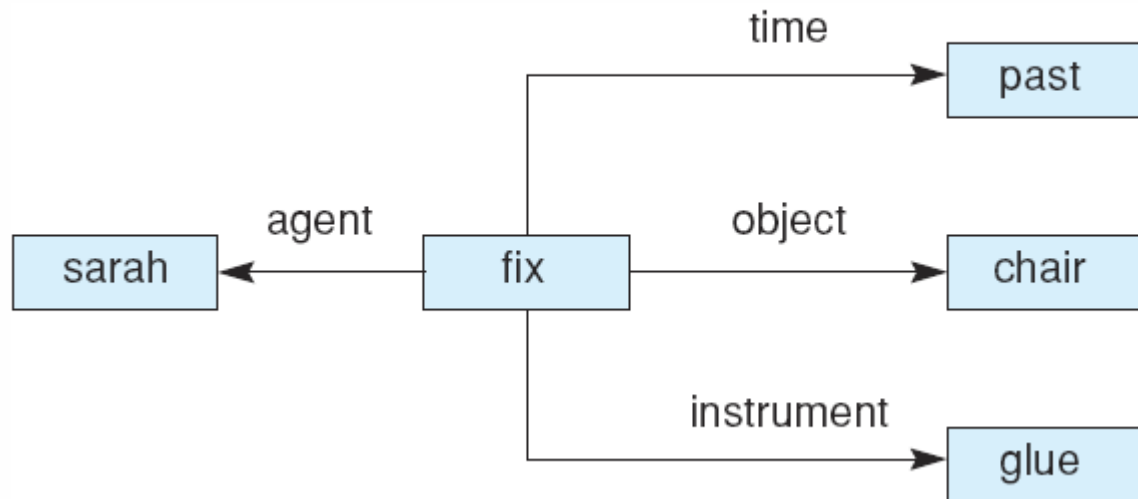 time
past
agent
object
sarah
fix
chair
instrument
glue